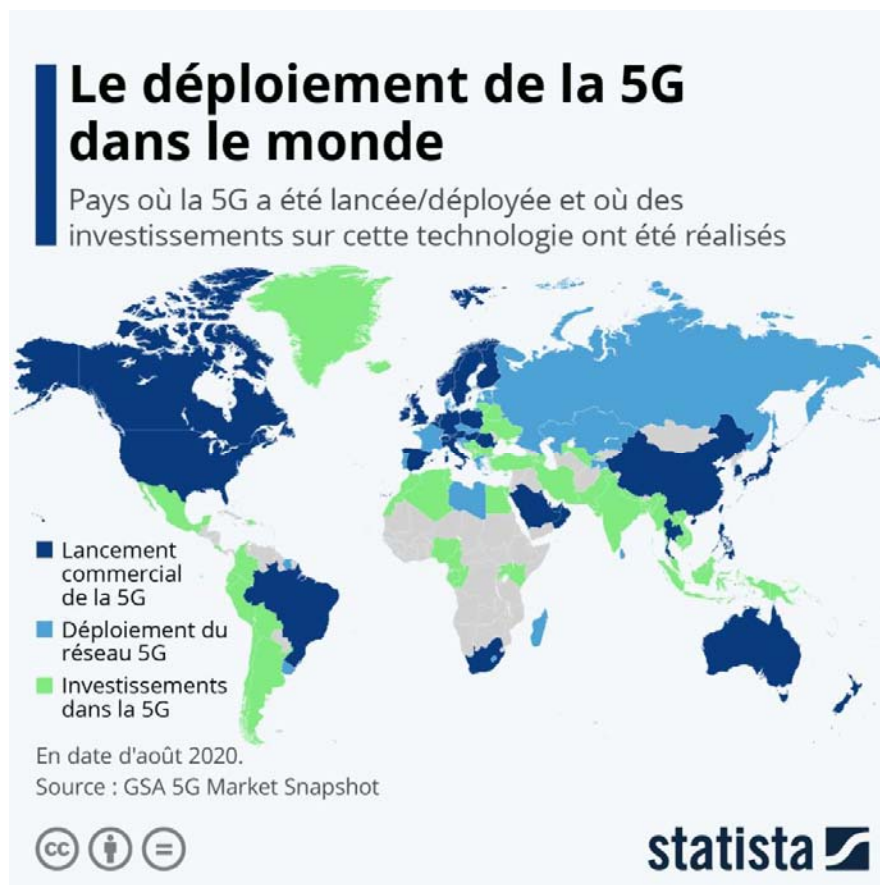 Le déploiement de la 5G
dans le monde
Pays où la 5G a été lancée/déployée et où des
investissements sur cette technologie ont été réalisés
Lancement
commercial
de la 5G
Déploiement du
réseau 5G
Investissements
dans la 5G
En date d'août 2020.
Source : GSA 5G Market Snapshot
cc
statista